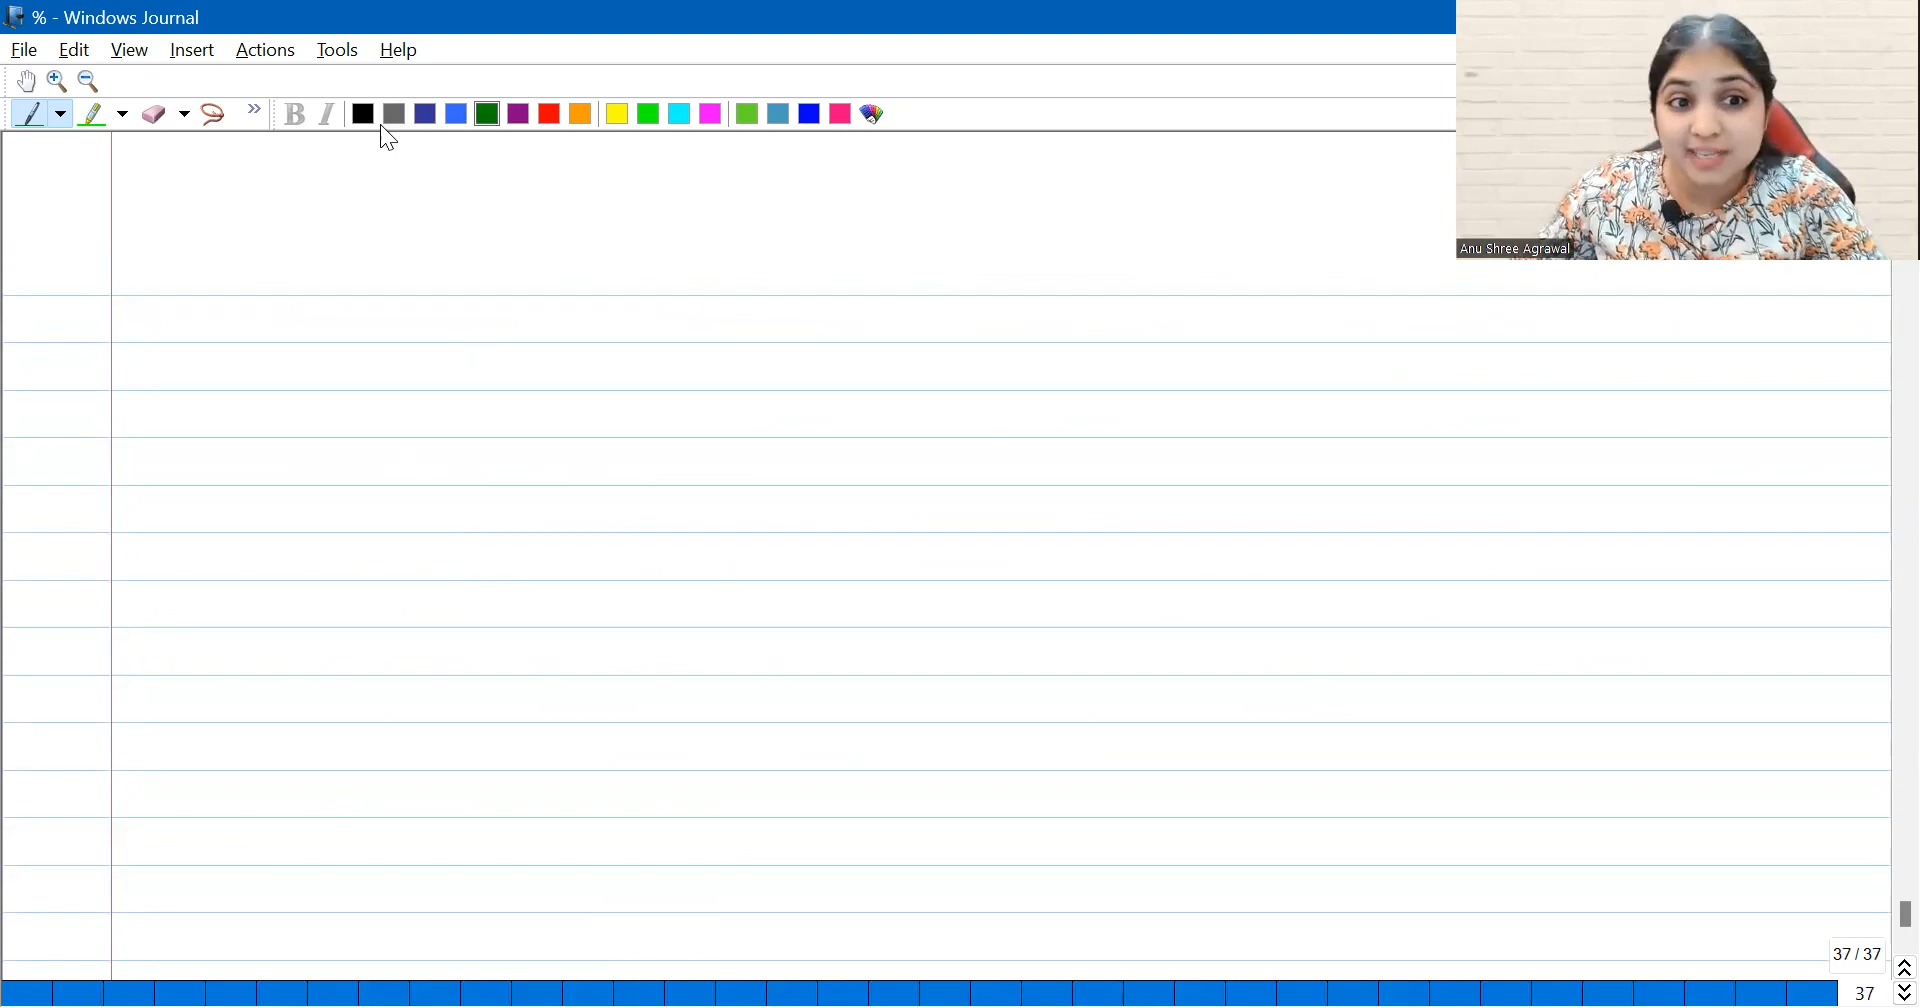 % - Windows Journal
File Edit View Insert Actions Tools Help
B I
Anu Shree Agrawal
37 / 37
37